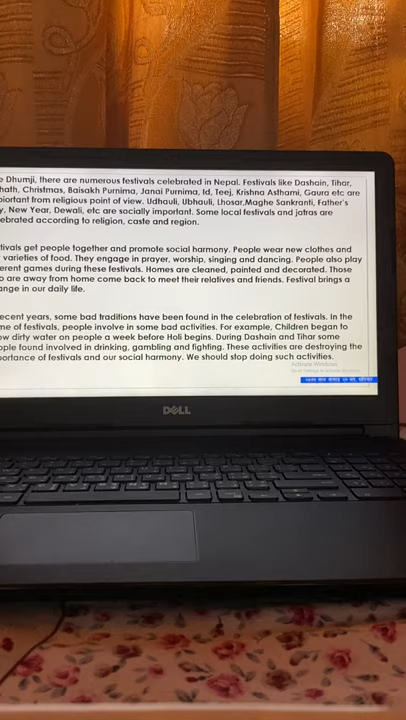 e Dhumji, there are numerous festivals celebrated in Nepal. Festivals like Dashain, Tihar,
hath, Christmas, Baisakh Purnima, Janai Purnima, Id, Teej, Krishna Asthami, Gaura etc are
portant from religious point of view. Udhauli, Ubhauli, Lhosar,Maghe Sankranti, Father's
y, New Year, Dewali, etc are socially important. Some local festivals and jatras are
ebrated according to religion, caste and region.
tivals get people together and promote social harmony. People wear new clothes and
varieties of food. They engage in prayer, worship, singing and dancing. People also play
erent games during these festivals. Homes are cleaned, painted and decorated. Those
o are away from home come back to meet their relatives and friends. Festival brings a
ange in our daily life.
ecent years, some bad traditions have been found in the celebration of festivals. In the
me of festivals, people involve in some bad activities. For example, Children began to
ow dirty water on people a week before Holi begins. During Dashain and Tihar some
ople found involved in drinking, gambling and fighting. These activities are destroying the
portance of festivals and our social harmony. We should stop doing such activities.
Activate Windows
Go to Settings to activate Windows.
DELL